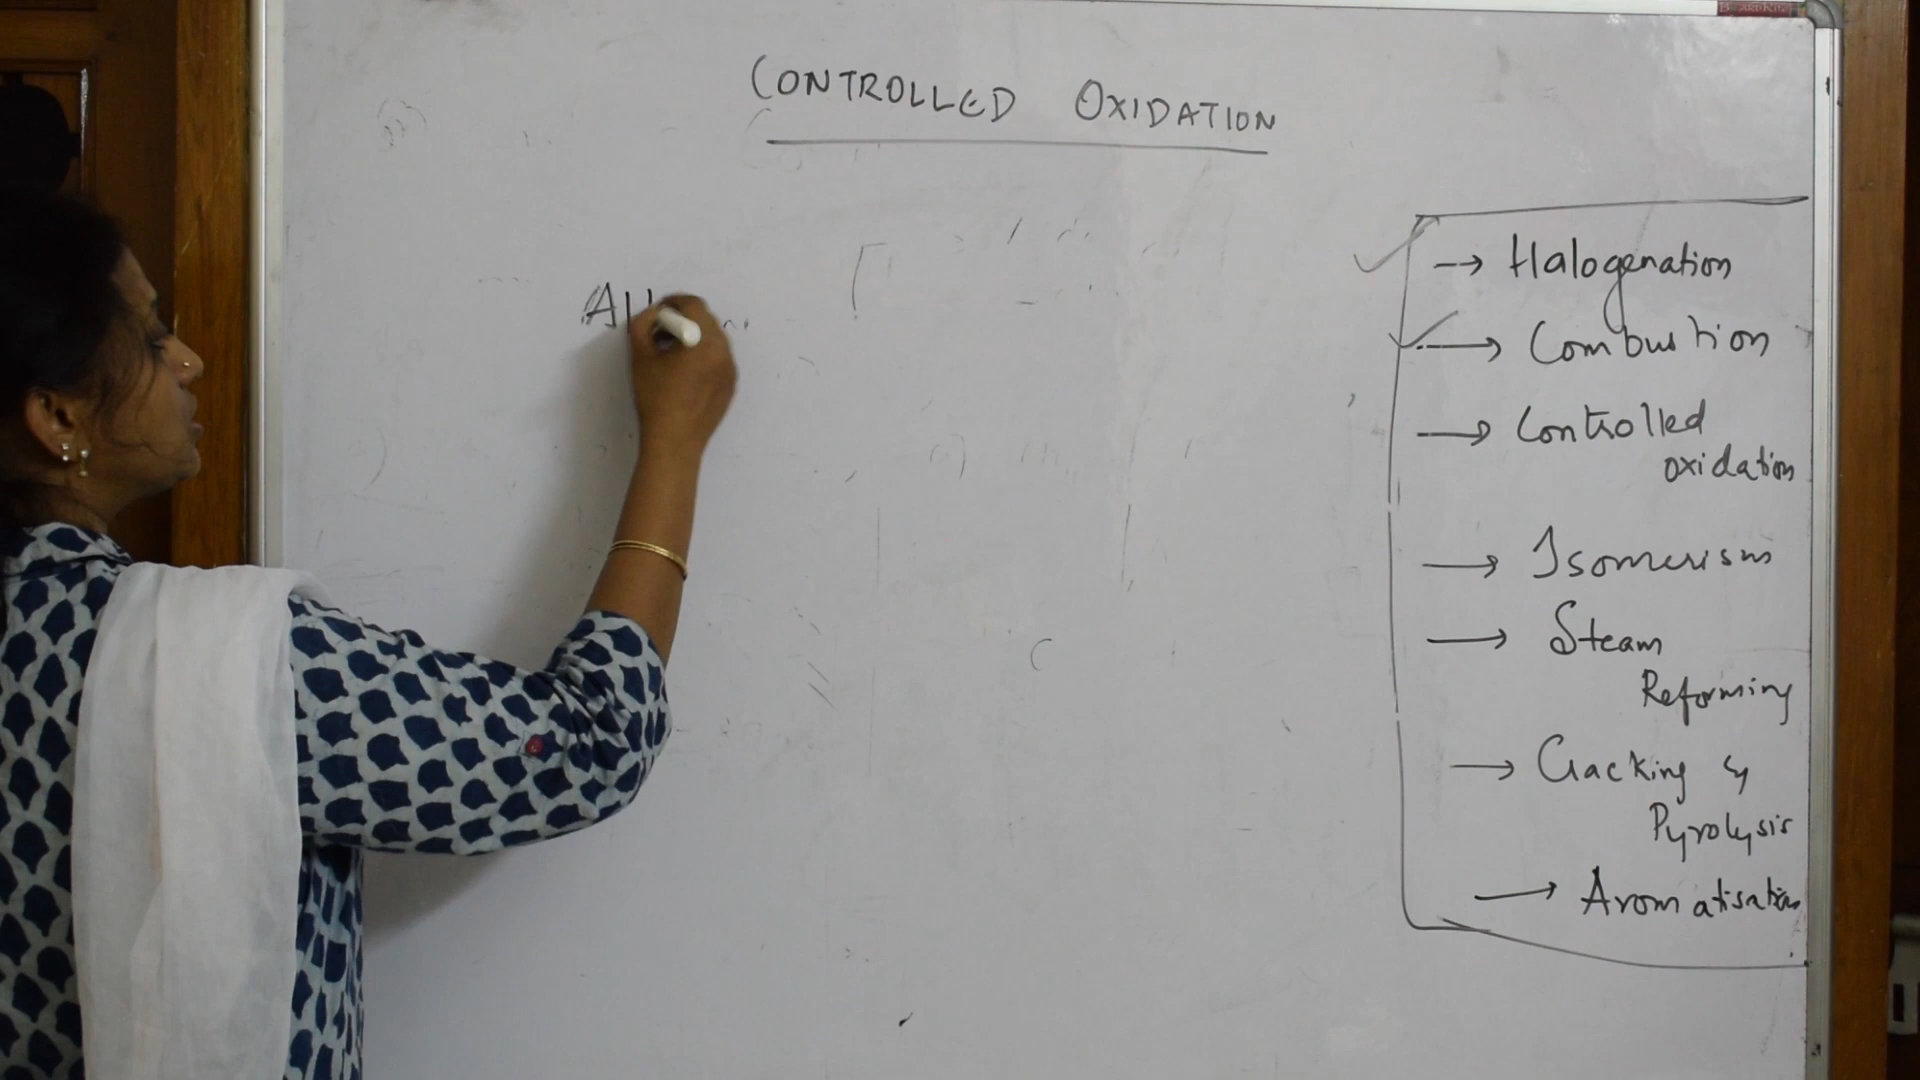 CONTROLLED OXIDATION
→ Halogenation
→ Combustion
→ Controlled
oxidation
→ Isomerism
→ Steam
Reforming
→ Cracking &
Pyrolysis
→ Aromatisation